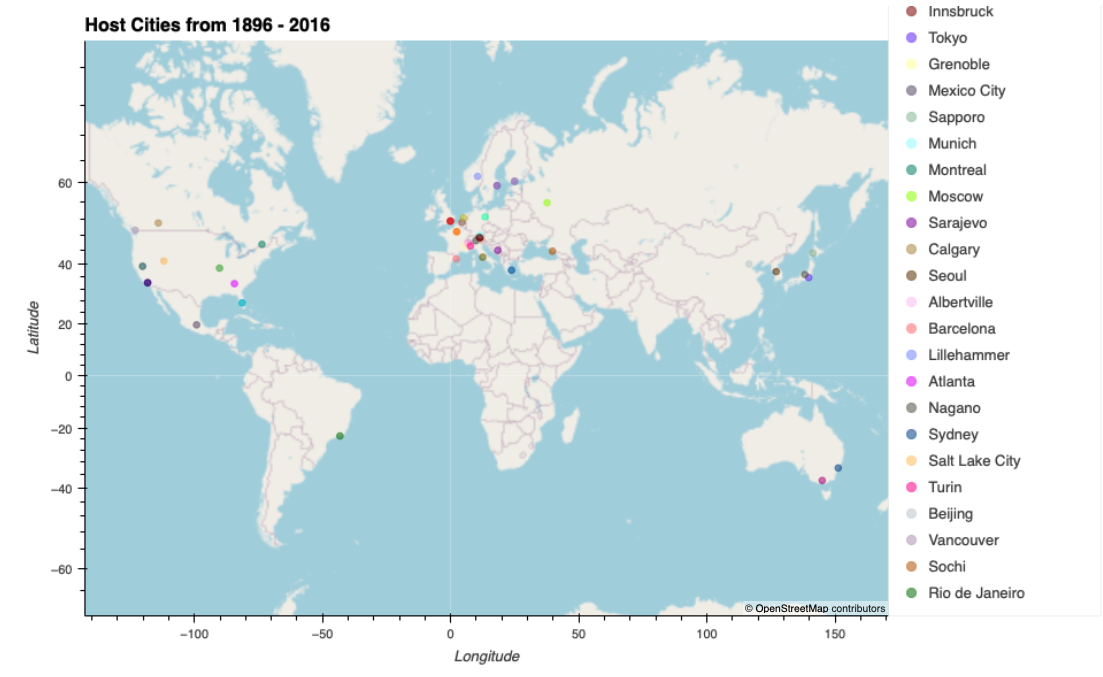 Host Cities from 1896 - 2016
Innsbruck
Tokyo
Grenoble
Mexico City
Sapporo
Munich
Montreal
Moscow
Sarajevo
Calgary
Seoul
Albertville
Barcelona
Lillehammer
Atlanta
Nagano
Sydney
Salt Lake City
Turin
Beijing
Vancouver
Sochi
Rio de Janeiro
60
40
20
0
−20
−40
−60
Latitude
© OpenStreetMap contributors
−100
−50
0
50
100
150
Longitude